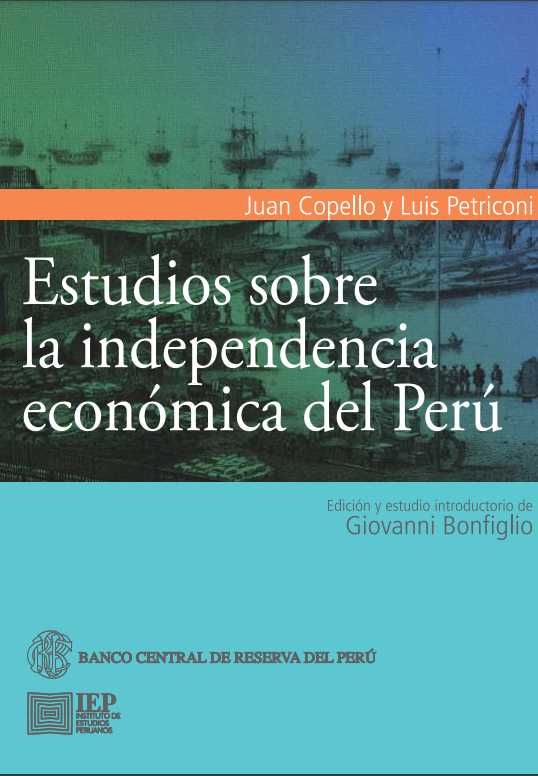 Juan Copello y Luis Petriconi
Estudios sobre
la independencia
económica del Perú
Edición y estudio introductorio de
Giovanni Bonfiglio
BANCO CENTRAL DE RESERVA DEL PERÚ
IEP
INSTITUTO DE
ESTUDIOS
PERUANOS